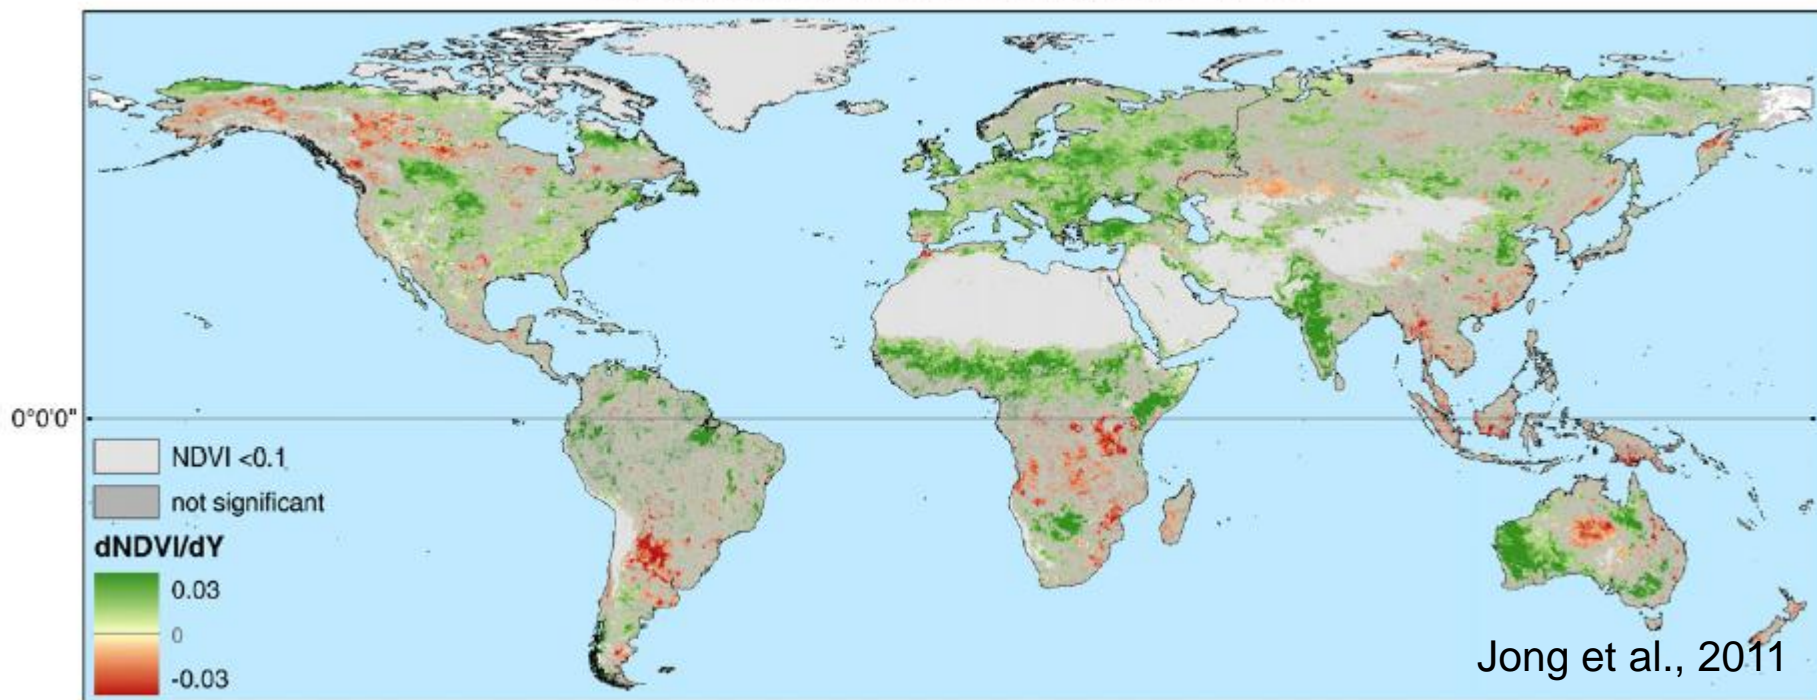 0°0'0"
NDVI <0.1
not significant
dNDVI/dY
0.03
0
-0.03
Jong et al., 2011